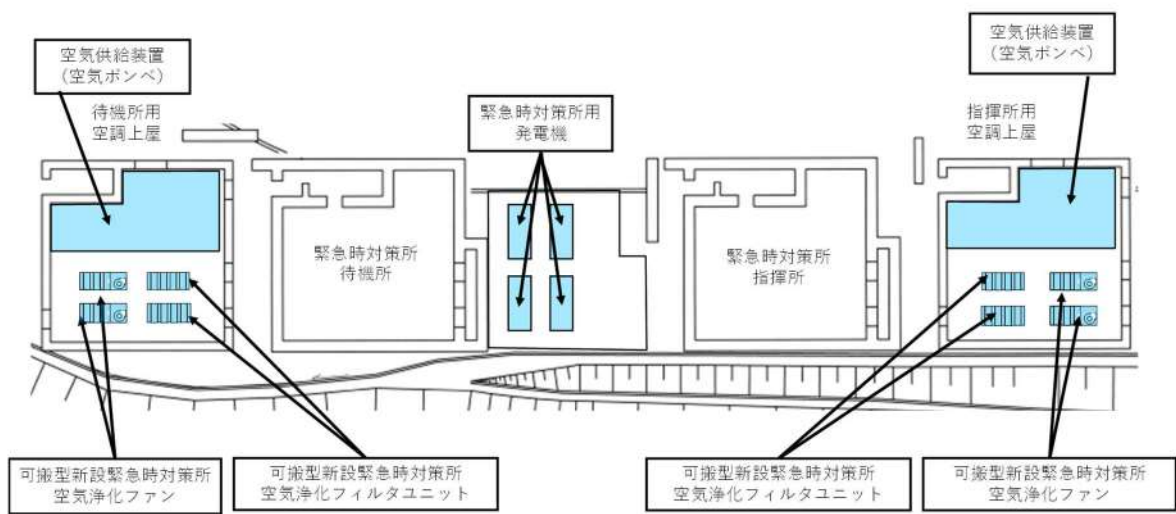 空気供給装置
(空気ボンベ)
空気供給装置
(空気ボンベ)
待機所用
空調上屋
緊急時対策所用
発電機
指揮所用
空調上屋
緊急時対策所
待機所
緊急時対策所
指揮所
可搬型新設緊急時対策所
空気浄化ファン
可搬型新設緊急時対策所
空気浄化フィルタユニット
可搬型新設緊急時対策所
空気浄化フィルタユニット
可搬型新設緊急時対策所
空気浄化ファン